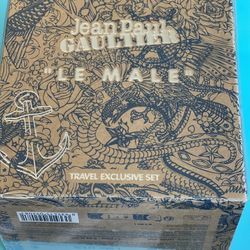 Jean Paul
GAULTIER
"LE MALE"
TRAVEL EXCLUSIVE SET